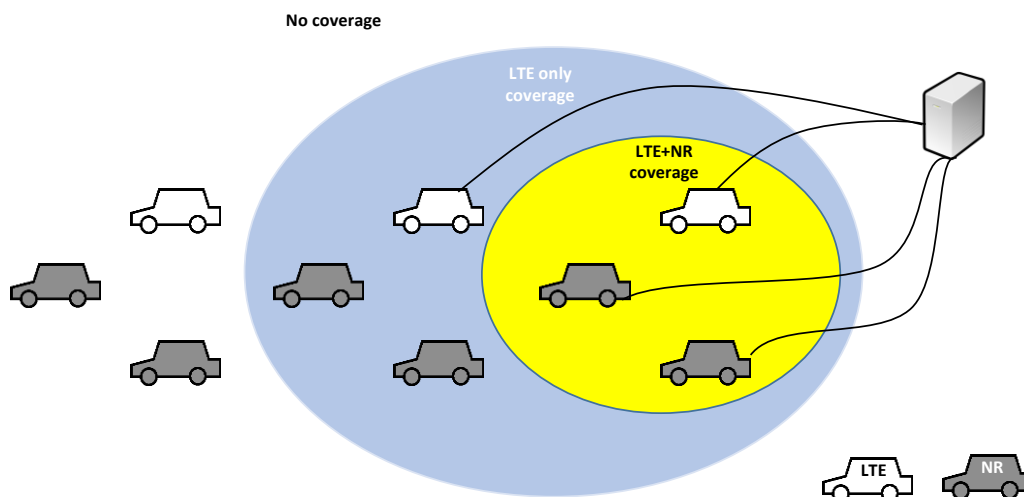 No coverage
LTE only
coverage
LTE+NR
coverage
LTE
NR